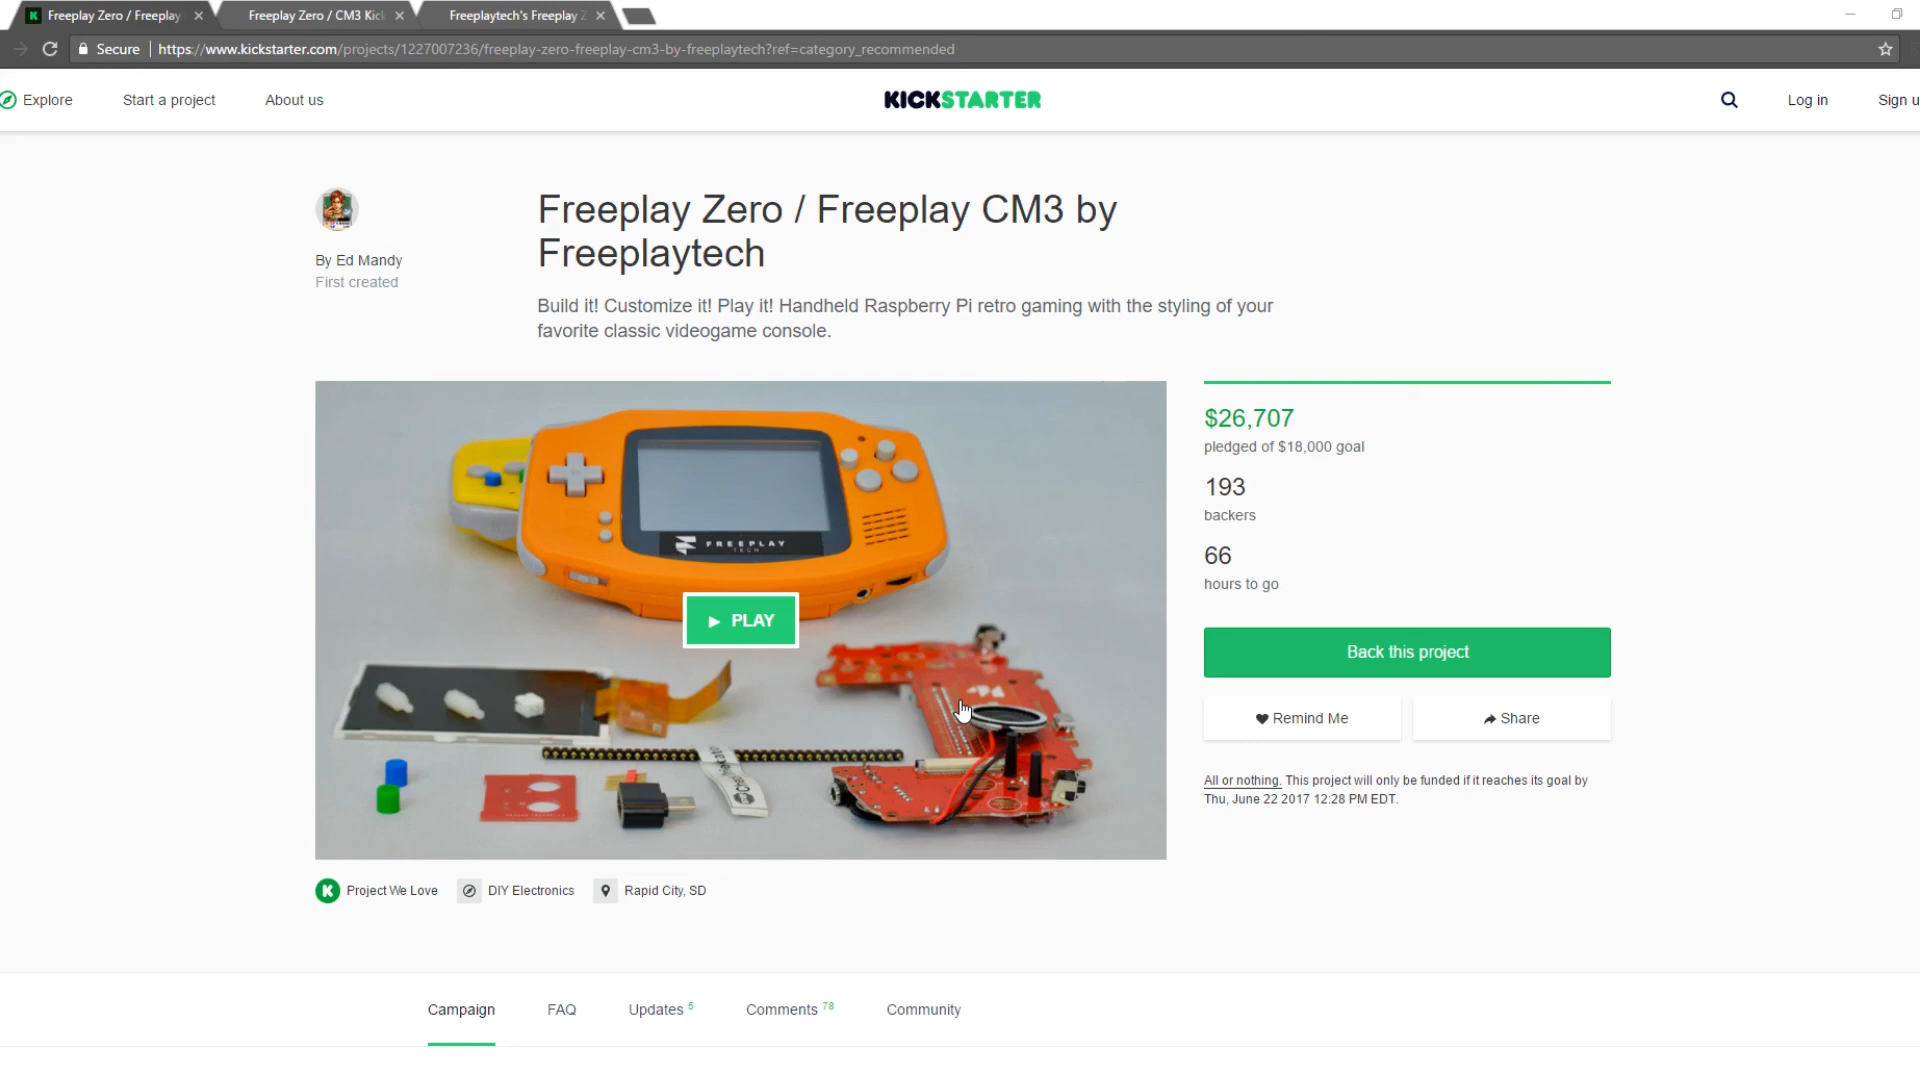 Freeplay Zero / Freeplay
Freeplay Zero / CM3 Kick
Freeplaytech's Freeplay Z
Secure
https://www.kickstarter.com/projects/1227007236/freeplay-zero-freeplay-cm3-by-freeplaytech?ref=category_recommended
Explore
Start a project
About us
KICKSTARTER
Log in
Sign u
Freeplay Zero / Freeplay CM3 by
Freeplaytech
By Ed Mandy
First created
Build it! Customize it! Play it! Handheld Raspberry Pi retro gaming with the styling of your
favorite classic videogame console.
FREEPLAY
TECH
PLAY
$26,707
pledged of $18,000 goal
193
backers
66
hours to go
Back this project
Remind Me
Share
All or nothing. This project will only be funded if it reaches its goal by
Thu, June 22 2017 12:28 PM EDT.
Project We Love
DIY Electronics
Rapid City, SD
Campaign
FAQ
Updates 5
Comments 78
Community